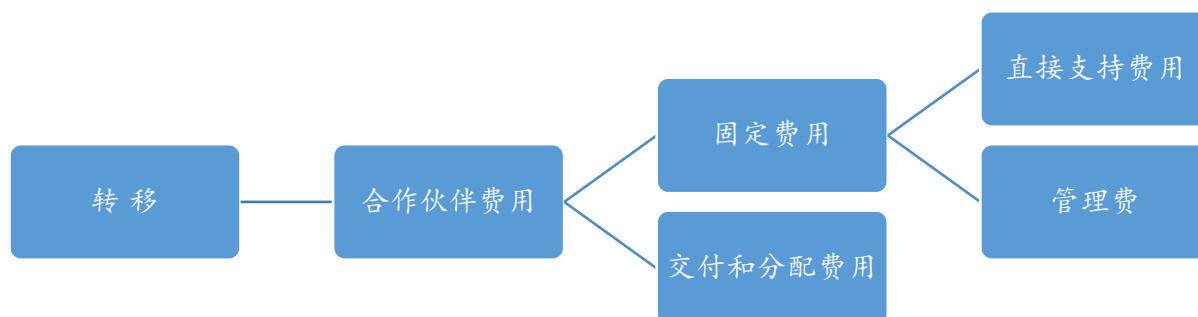 转 移
合作伙伴费用
固定费用
交付和分配费用
直接支持费用
管理费